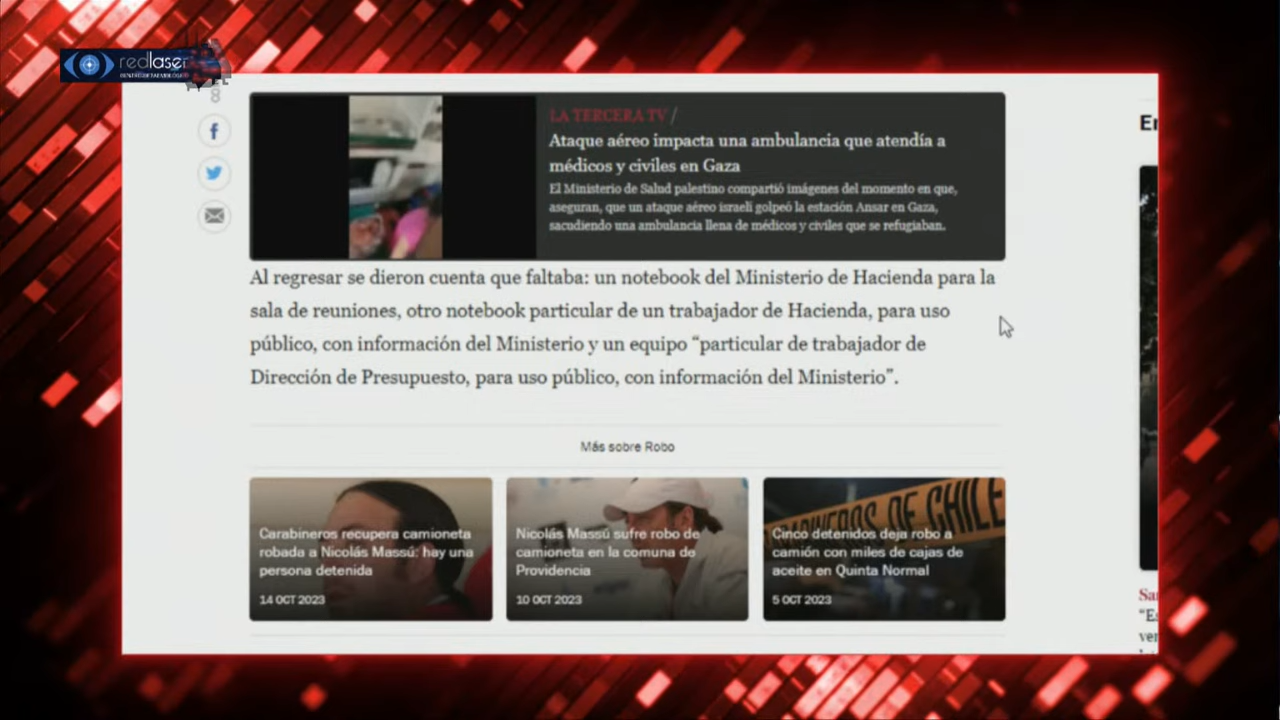 redlaser
LA TERCERA TV /
Ataque aéreo impacta una ambulancia que atendía a
médicos y civiles en Gaza
El Ministerio de Salud palestino compartió imágenes del momento en que,
aseguran, que un ataque aéreo israelí golpeó la estación Ansar en Gaza,
sacudiendo una ambulancia llena de médicos y civiles que se refugiaban.
Al regresar se dieron cuenta que faltaba: un notebook del Ministerio de Hacienda para la
sala de reuniones, otro notebook particular de un trabajador de Hacienda, para uso
público, con información del Ministerio y un equipo “particular de trabajador de
Dirección de Presupuesto, para uso público, con información del Ministerio”.
Más sobre Robo
Carabineros recupera camioneta
robada a Nicolás Massú: hay una
persona detenida
14 OCT 2023
Nicolás Massú sufre robo de
camioneta en la comuna de
Providencia
10 OCT 2023
CARABINEROS DE CHILE
Cinco detenidos deja robo a
camión con miles de cajas de
aceite en Quinta Normal
5 OCT 2023